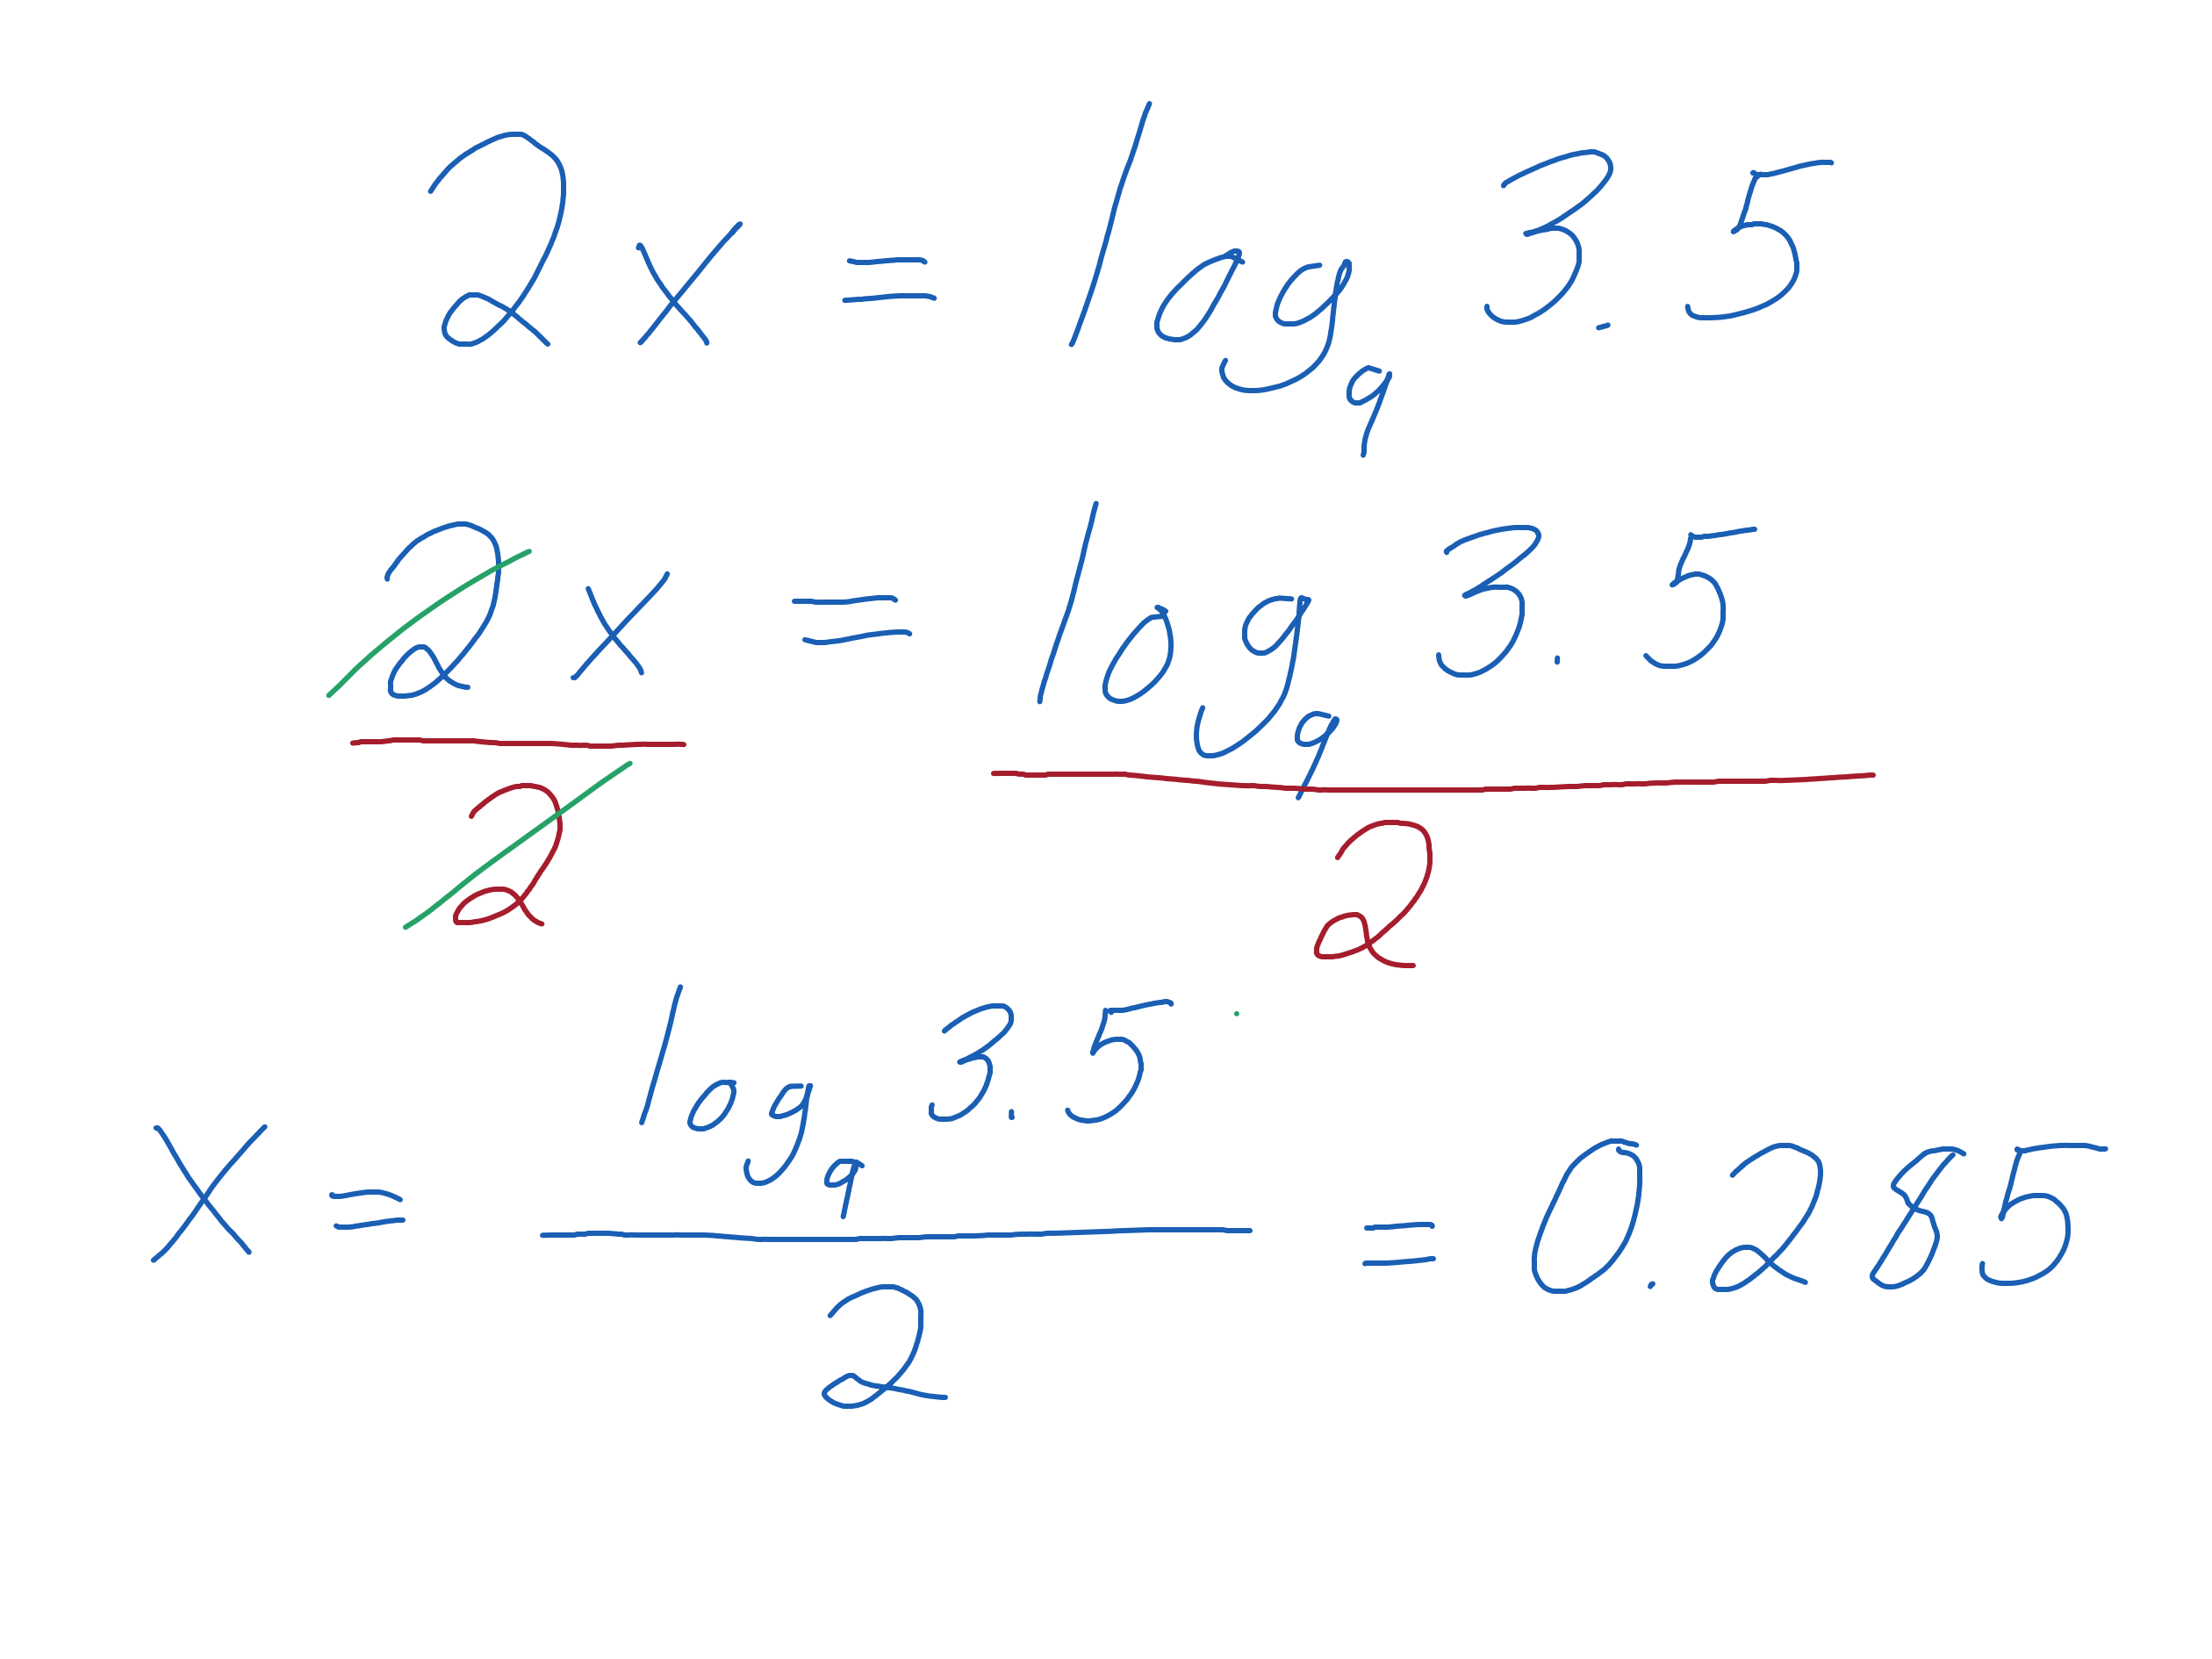 2x = log₉ 3.5
2x/2 = log₉ 3.5/2
x = log₉ 3.5/2 = 0.285